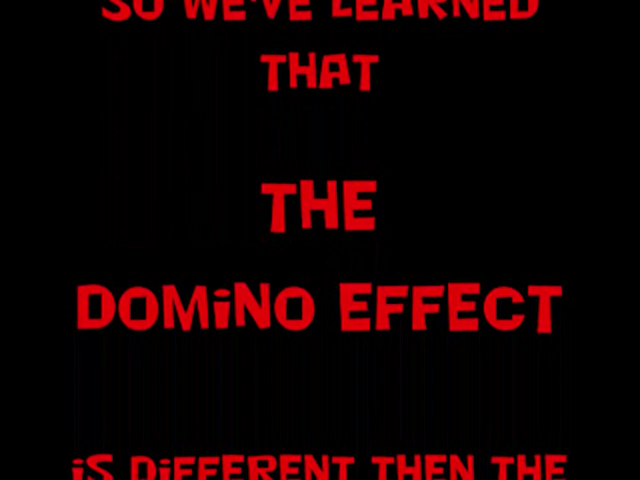 SO WE'VE LEARNED
THAT
THE
DOMiNO EFFECT
iS DiFFERENT THEN THE